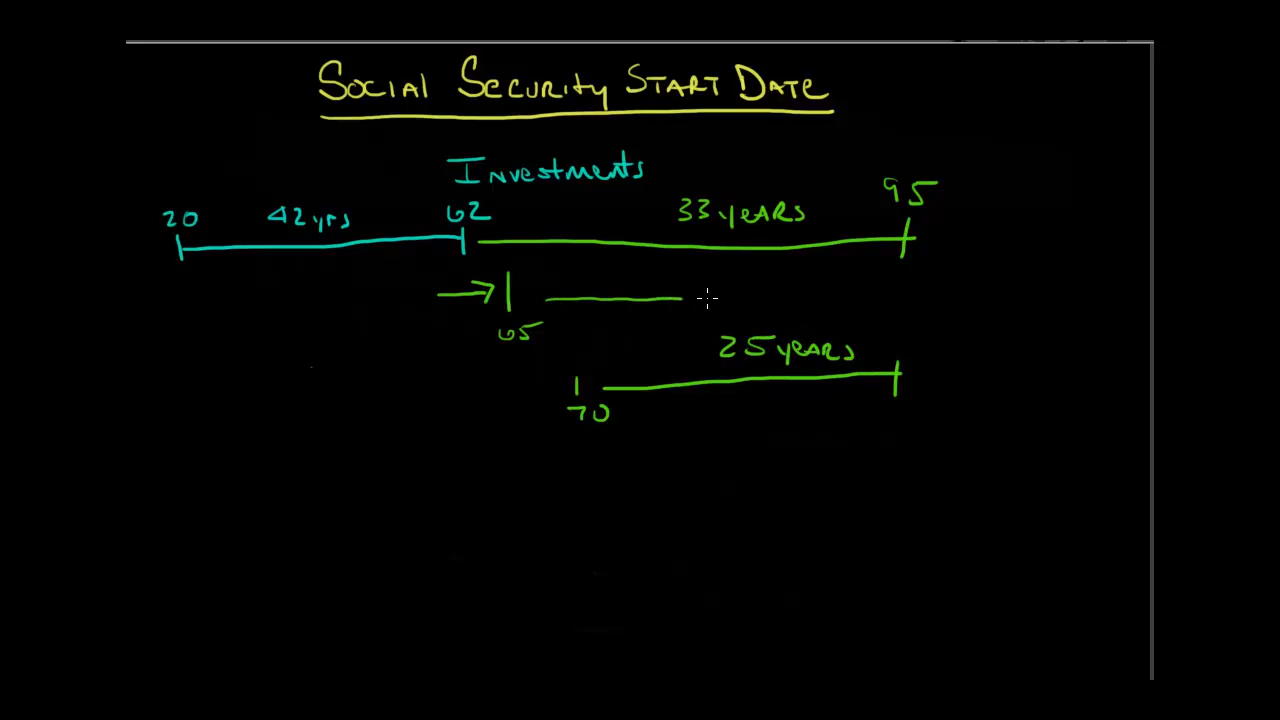 Social Security Start Date
Investments
20 42 yrs 62 33 years 95
65
25 years
70